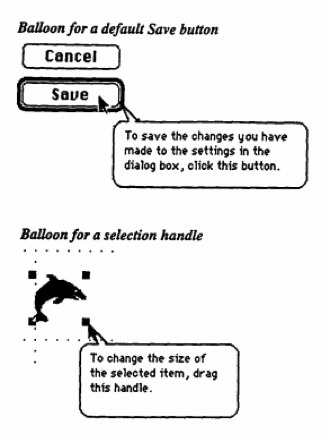 Balloon for a default Save button
Cancel
Save
To save the changes you have
made to the settings in the
dialog box, click this button.
Balloon for a selection handle
To change the size of
the selected item, drag
this handle.